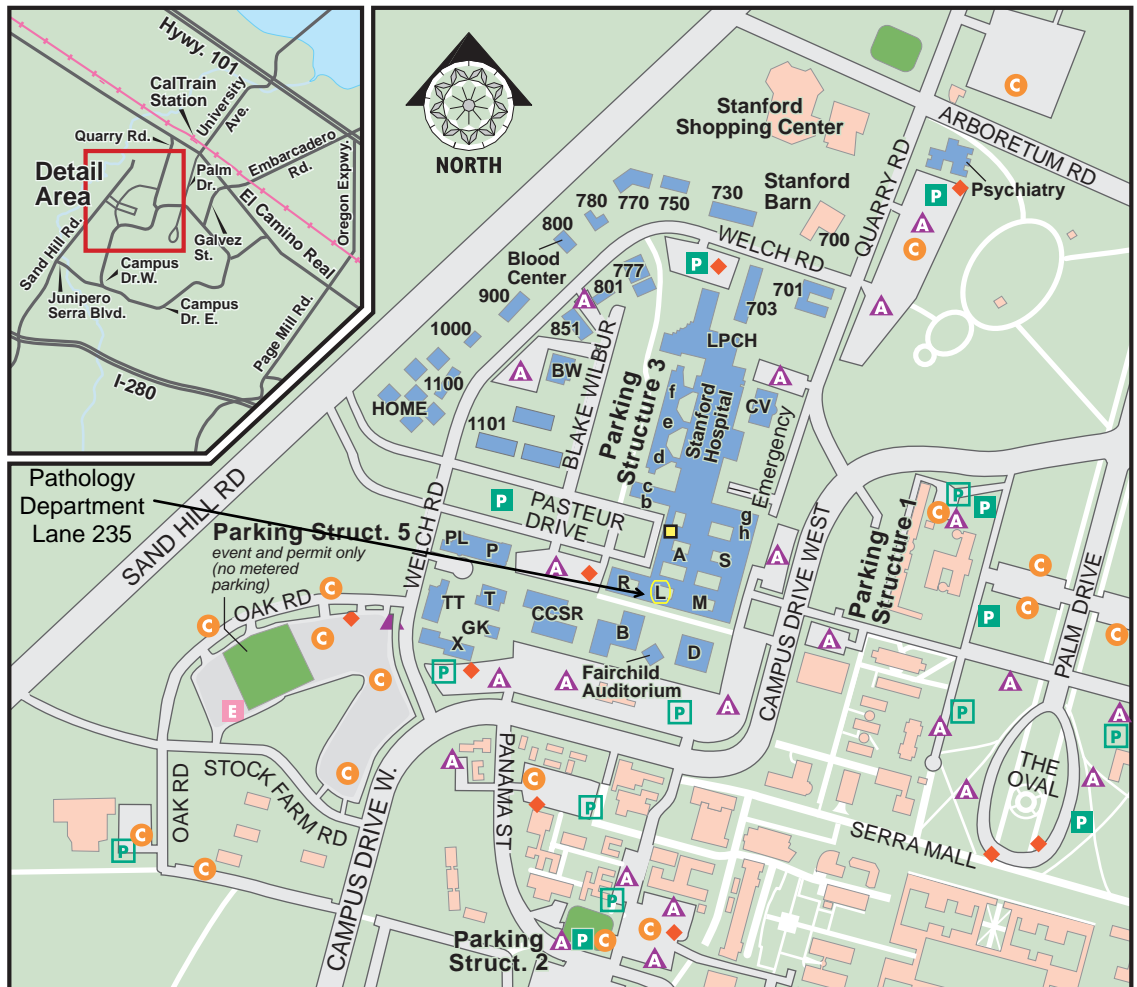 Hywy. 101
CalTrain
Station
University
Ave.
Quarry Rd.
Embarcadero
Rd.
Oregon Expwy.
Detail
Area
Palm
Dr.
El Camino Real
Sand Hill Rd.
Galvez
St.
Campus
Dr.W.
Junipero
Serra Blvd.
Campus
Dr. E.
Page Mill Rd.
I-280
NORTH
Stanford
Shopping Center
C
ARBORETUM RD
QUARRY RD
Psychiatry
P
A
C
A
770
750
730
780
Stanford
Barn
700
800
Blood
Center
WELCH RD
P
777
801
A
701
703
900
851
1000
BLAKE WILBUR
LPCH
A
BW
A
1100
HOME
Parking
Structure 3
f
e
d
c
b
Stanford
Hospital
CV
1101
Emergency
Pathology
Department
Lane 235
SAND HILL RD
WELCH RD
P
PASTEUR
DRIVE
g
h
CAMPUS DRIVE WEST
Parking
Structure 1
P
C
A
P
Parking Struct. 5
event and permit only
(no metered
parking)
PL
P
A
A
S
A
R
L
M
C
C
C
P
PALM DRIVE
OAK RD
C
C
C
C
TT
T
CCSR
GK
X
B
D
A
P
A
A
Fairchild
Auditorium
P
A
A
A
P
A
P
E
C
THE
OVAL
A
A
P
OAK RD
STOCK FARM RD
CAMPUS DRIVE W.
A
PANAMA ST
C
P
SERRA MALL
C
P
C
A
P
A
Parking
Struct. 2
A
P
C
C
A